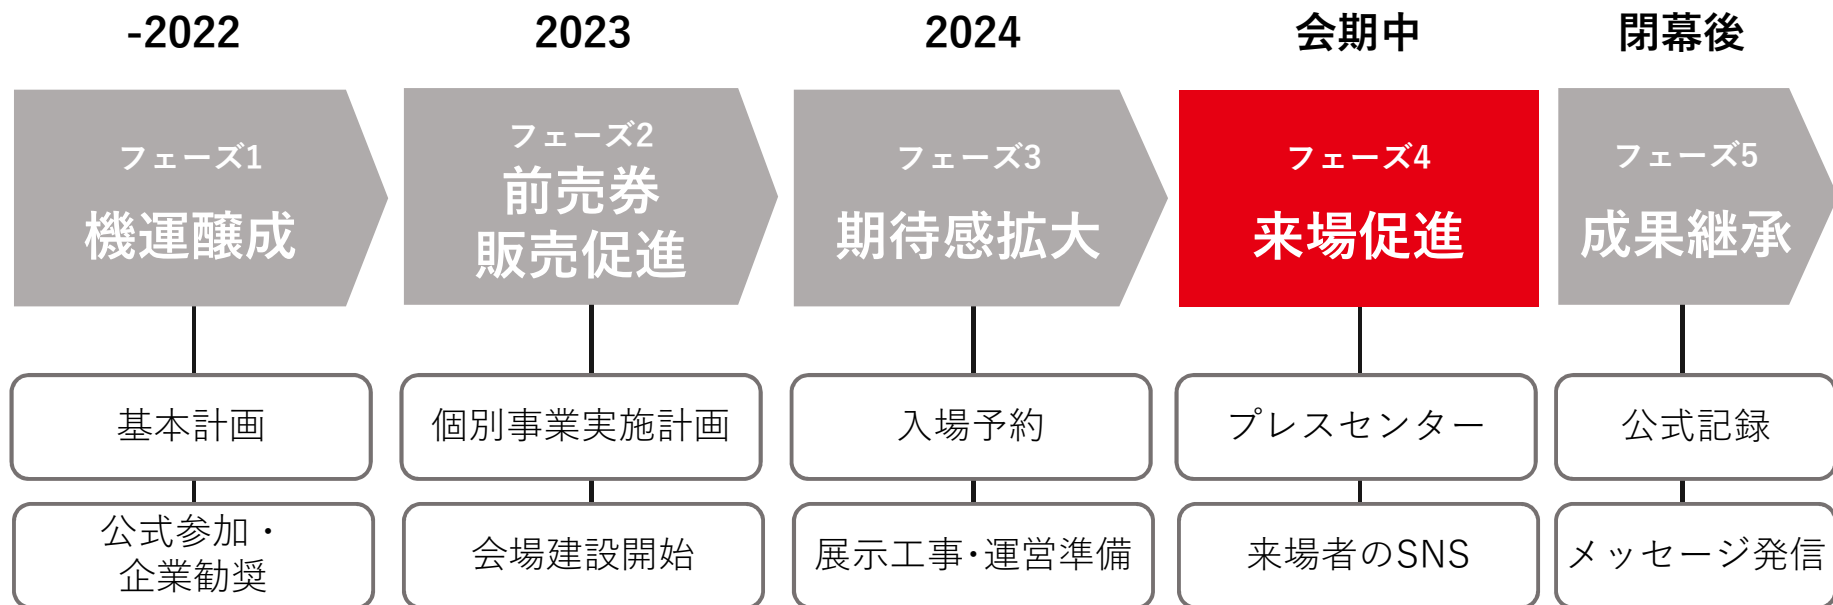 -2022
2023
2024
会期中
閉幕後
フェーズ1
機運醸成
フェーズ2
前売券
販売促進
フェーズ3
期待感拡大
フェーズ4
来場促進
フェーズ5
成果継承
基本計画
個別事業実施計画
入場予約
プレスセンター
公式記録
公式参加・
企業勧奨
会場建設開始
展示工事・運営準備
来場者のSNS
メッセージ発信